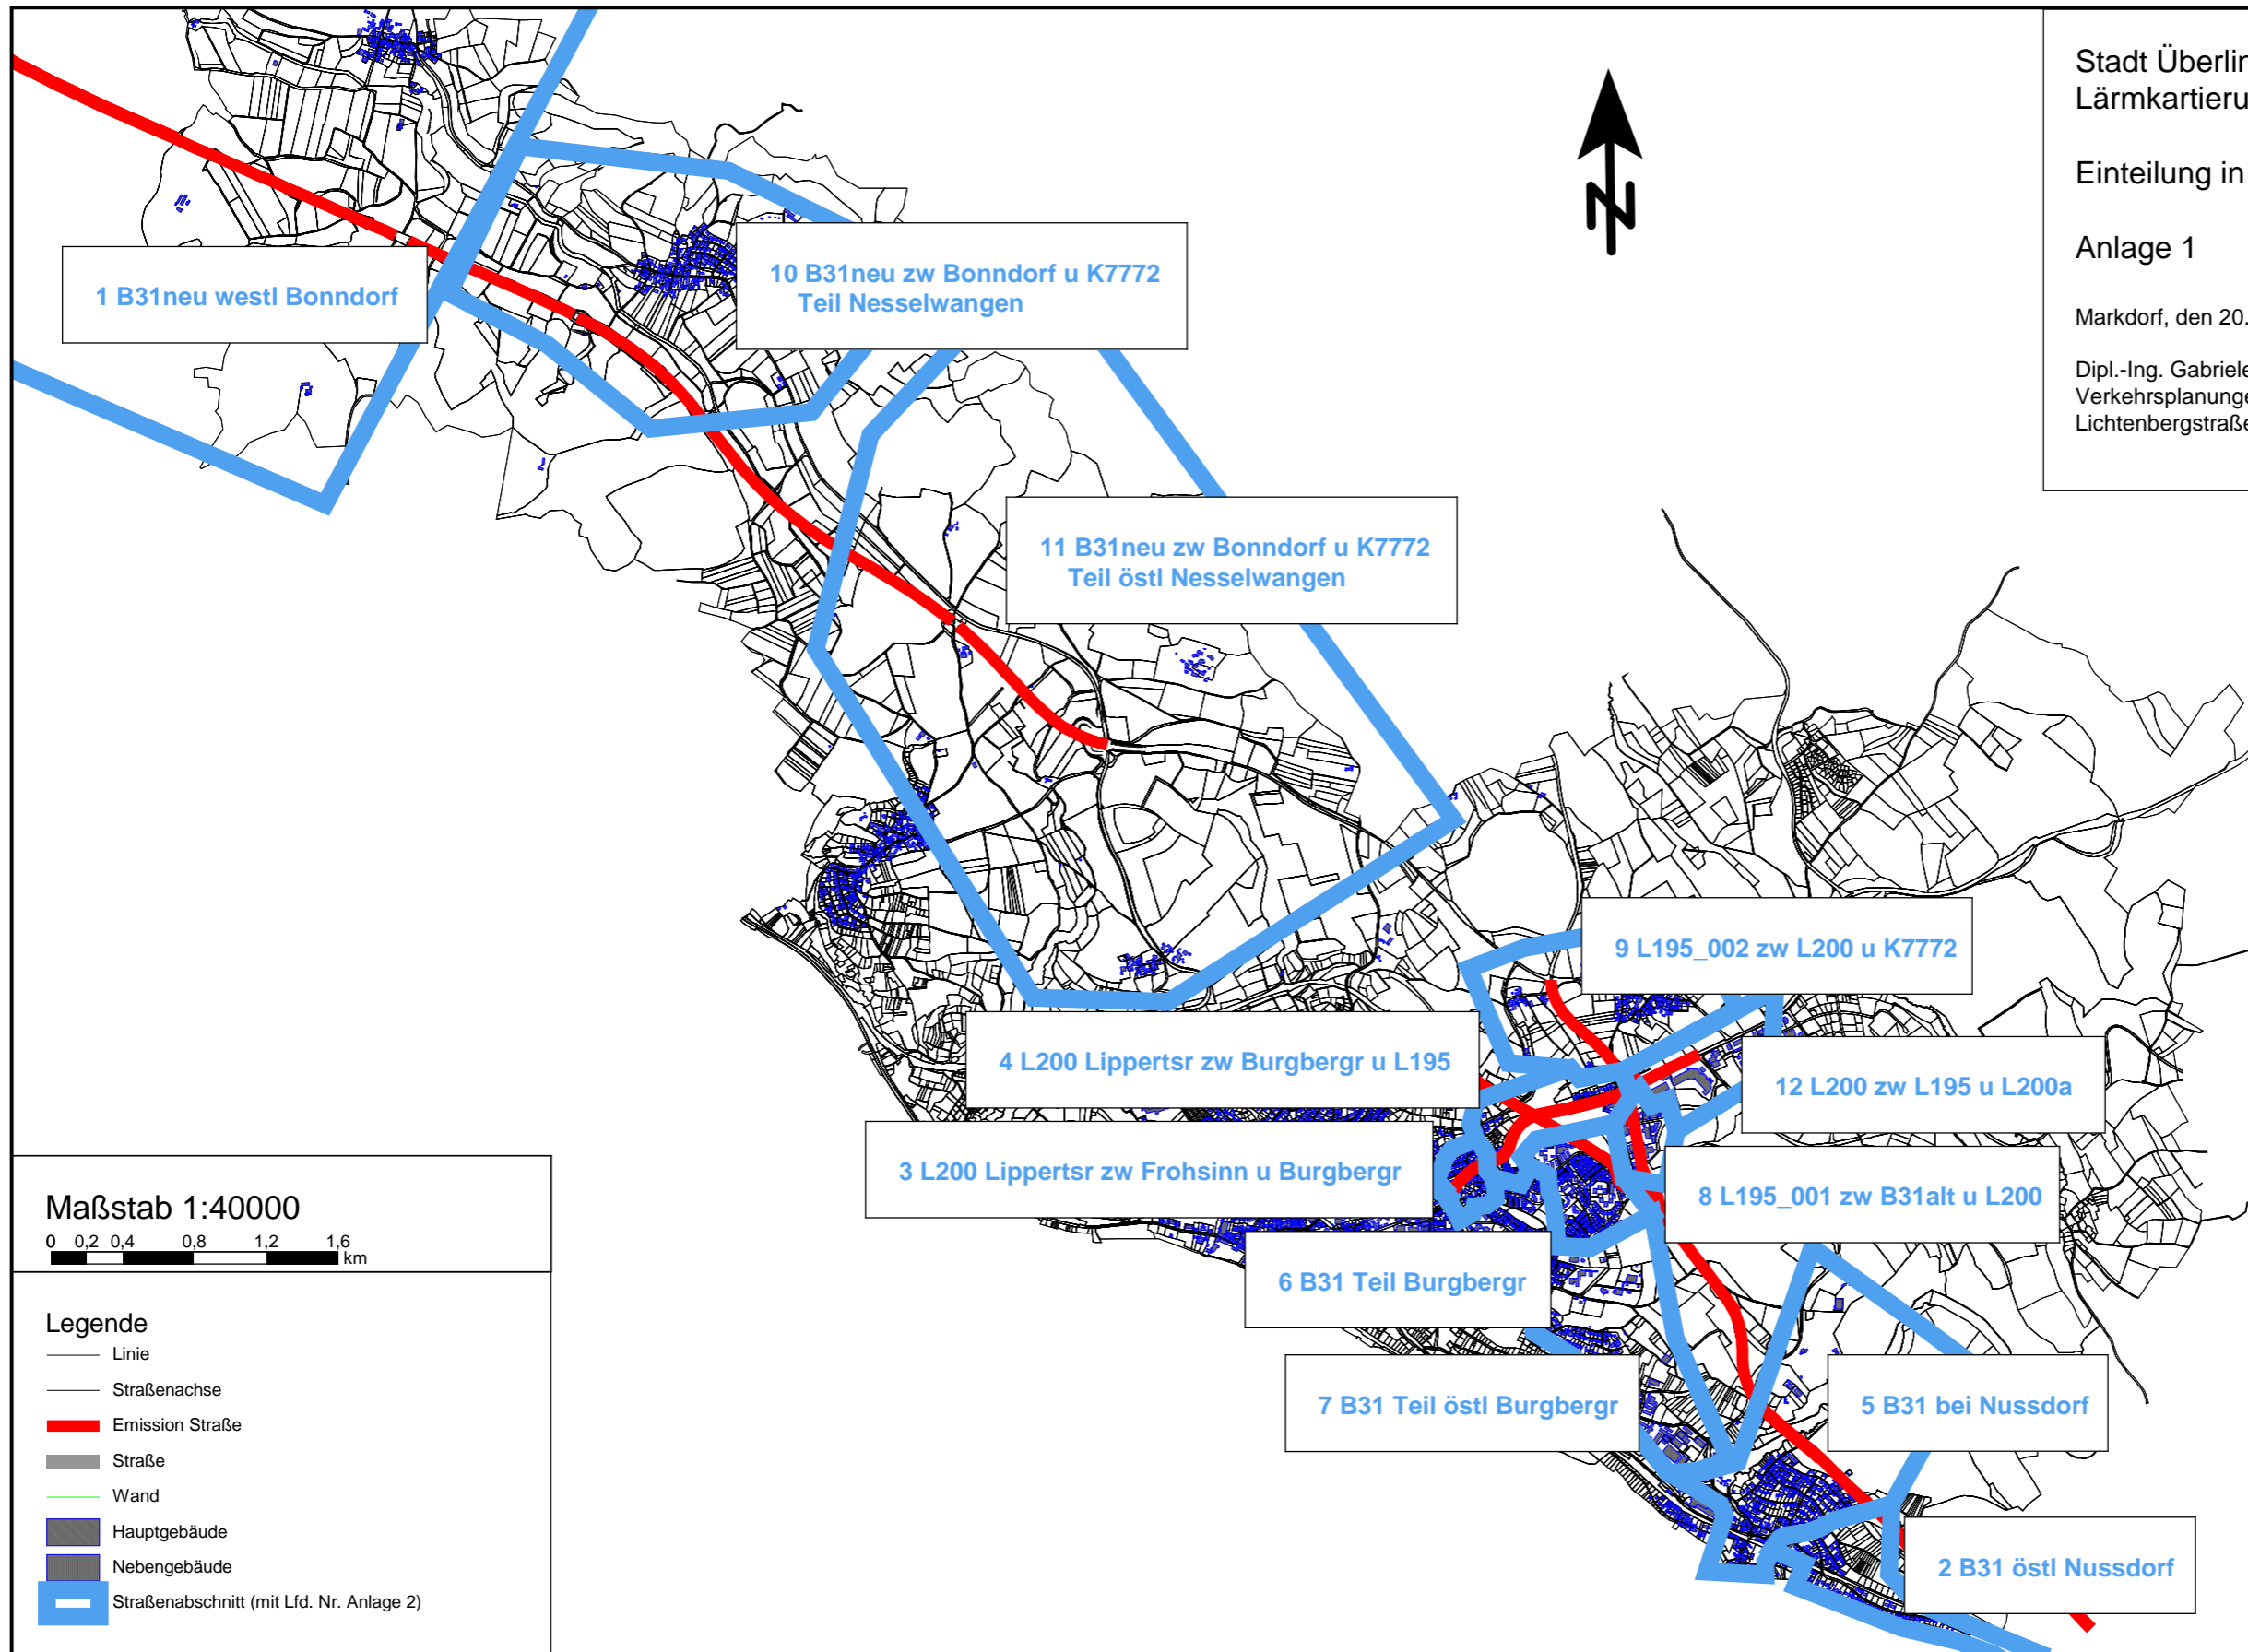 Stadt
Einteilung in
Anlage 1
Markdorf, den 20.
Dipl.-Ing.
1 B31neu westl Bonndorf
10 B31neu zw Bonndorf u K7772
Teil Nesselwangen
N
11 B31neu zw Bonndorf u K7772
Teil östl Nesselwangen
9 L195_002 zw L200 u K7772
4 L200 Lippertsr zw Burgbergr u L195
12 L200 zw L195 u L200a
3 L200 Lippertsr zw Frohsinn u Burgbergr
8 L195_001 zw B31alt u L200
6 B31 Teil Burgbergr
7 B31 Teil östl Burgbergr
5 B31 bei Nussdorf
2 B31 östl Nussdorf
Maßstab 1:40000
0 0,2 0,4 0,8 1,2 1,6
km
Legende
Linie
Straßenachse
Emission Straße
Straße
Wand
Hauptgebäude
Nebengebäude
Straßenabschnitt (mit Lfd. Nr. Anlage 2)